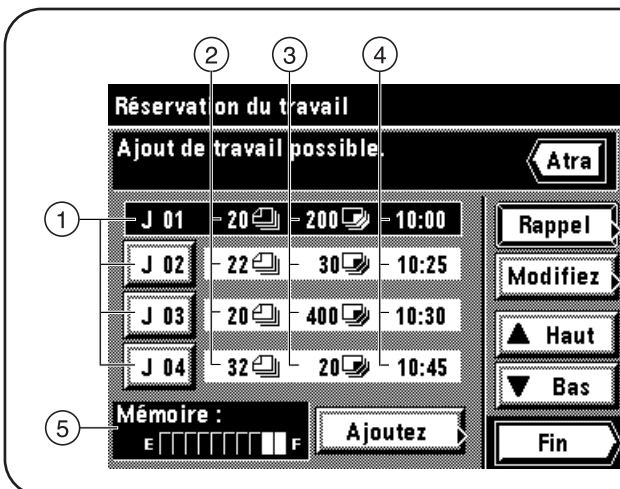 2 3 4
Réservation du travail
Ajout de travail possible.
Atra
1
J 01 20 200 10:00
Rappel
J 02 22 30 10:25
Modifiez
J 03 20 400 10:30
Haut
J 04 32 20 10:45
Bas
5
Mémoire :
E F
Ajoutez
Fin